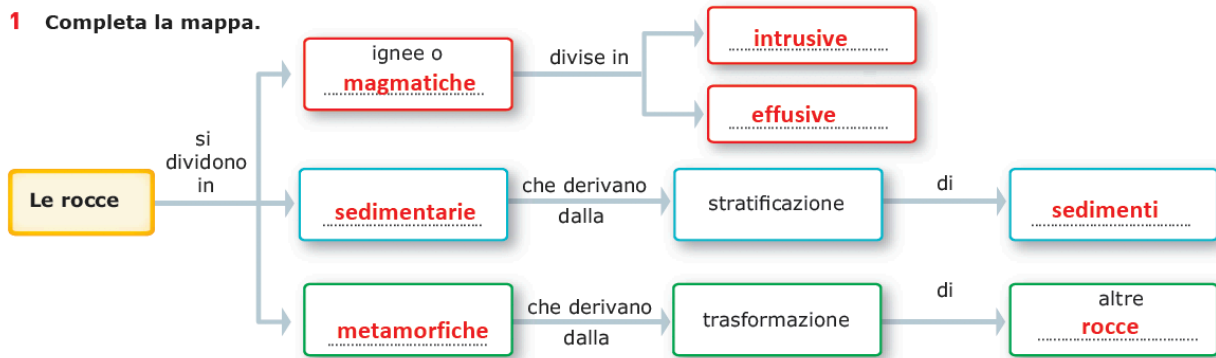 1 Completa la mappa.
Le rocce
si
dividono
in
ignee o
magmatiche
divise in
intrusive
effusive
sedimentarie
che derivano
dalla
stratificazione
di
sedimenti
metamorfiche
che derivano
dalla
trasformazione
di
altre
rocce